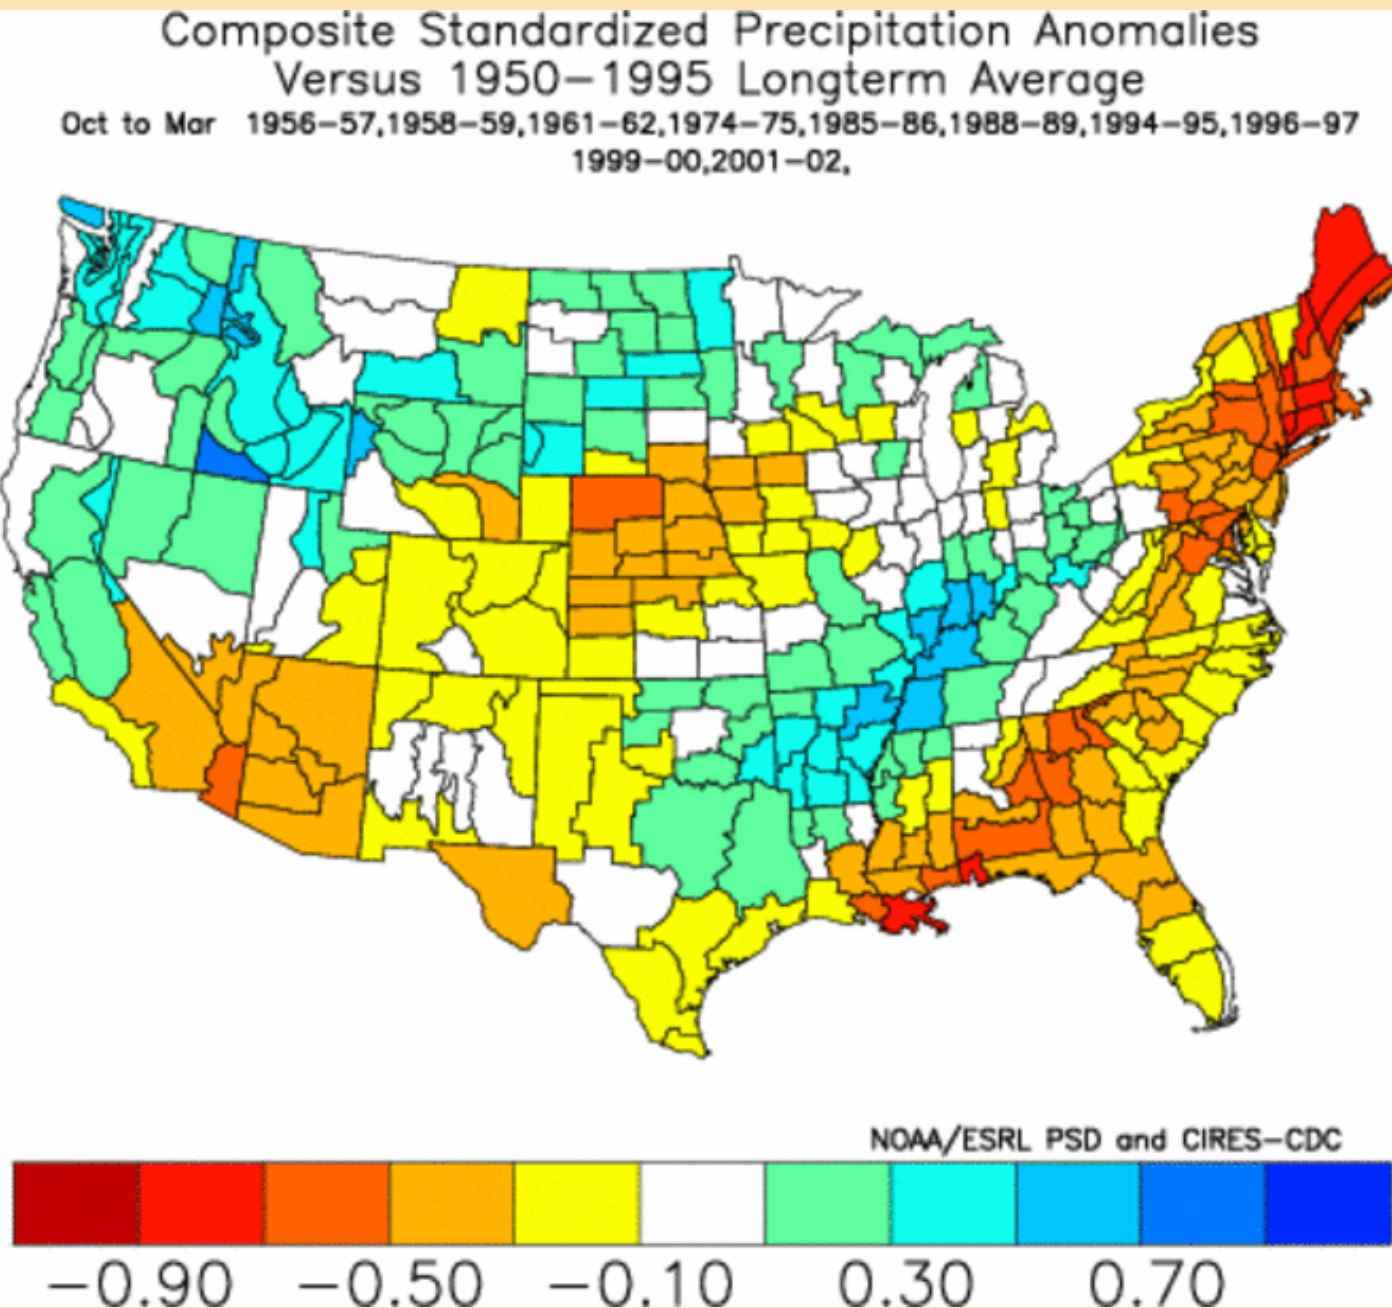 Composite Standardized Precipitation Anomalies
Versus 1950-1995 Longterm Average
Oct to Mar 1956-57,1958-59,1961-62,1974-75,1985-86,1988-89,1994-95,1996-97
1999-00,2001-02,
NOAA/ESRL PSD and CIRES-CDC
-0.90 -0.50 -0.10 0.30 0.70